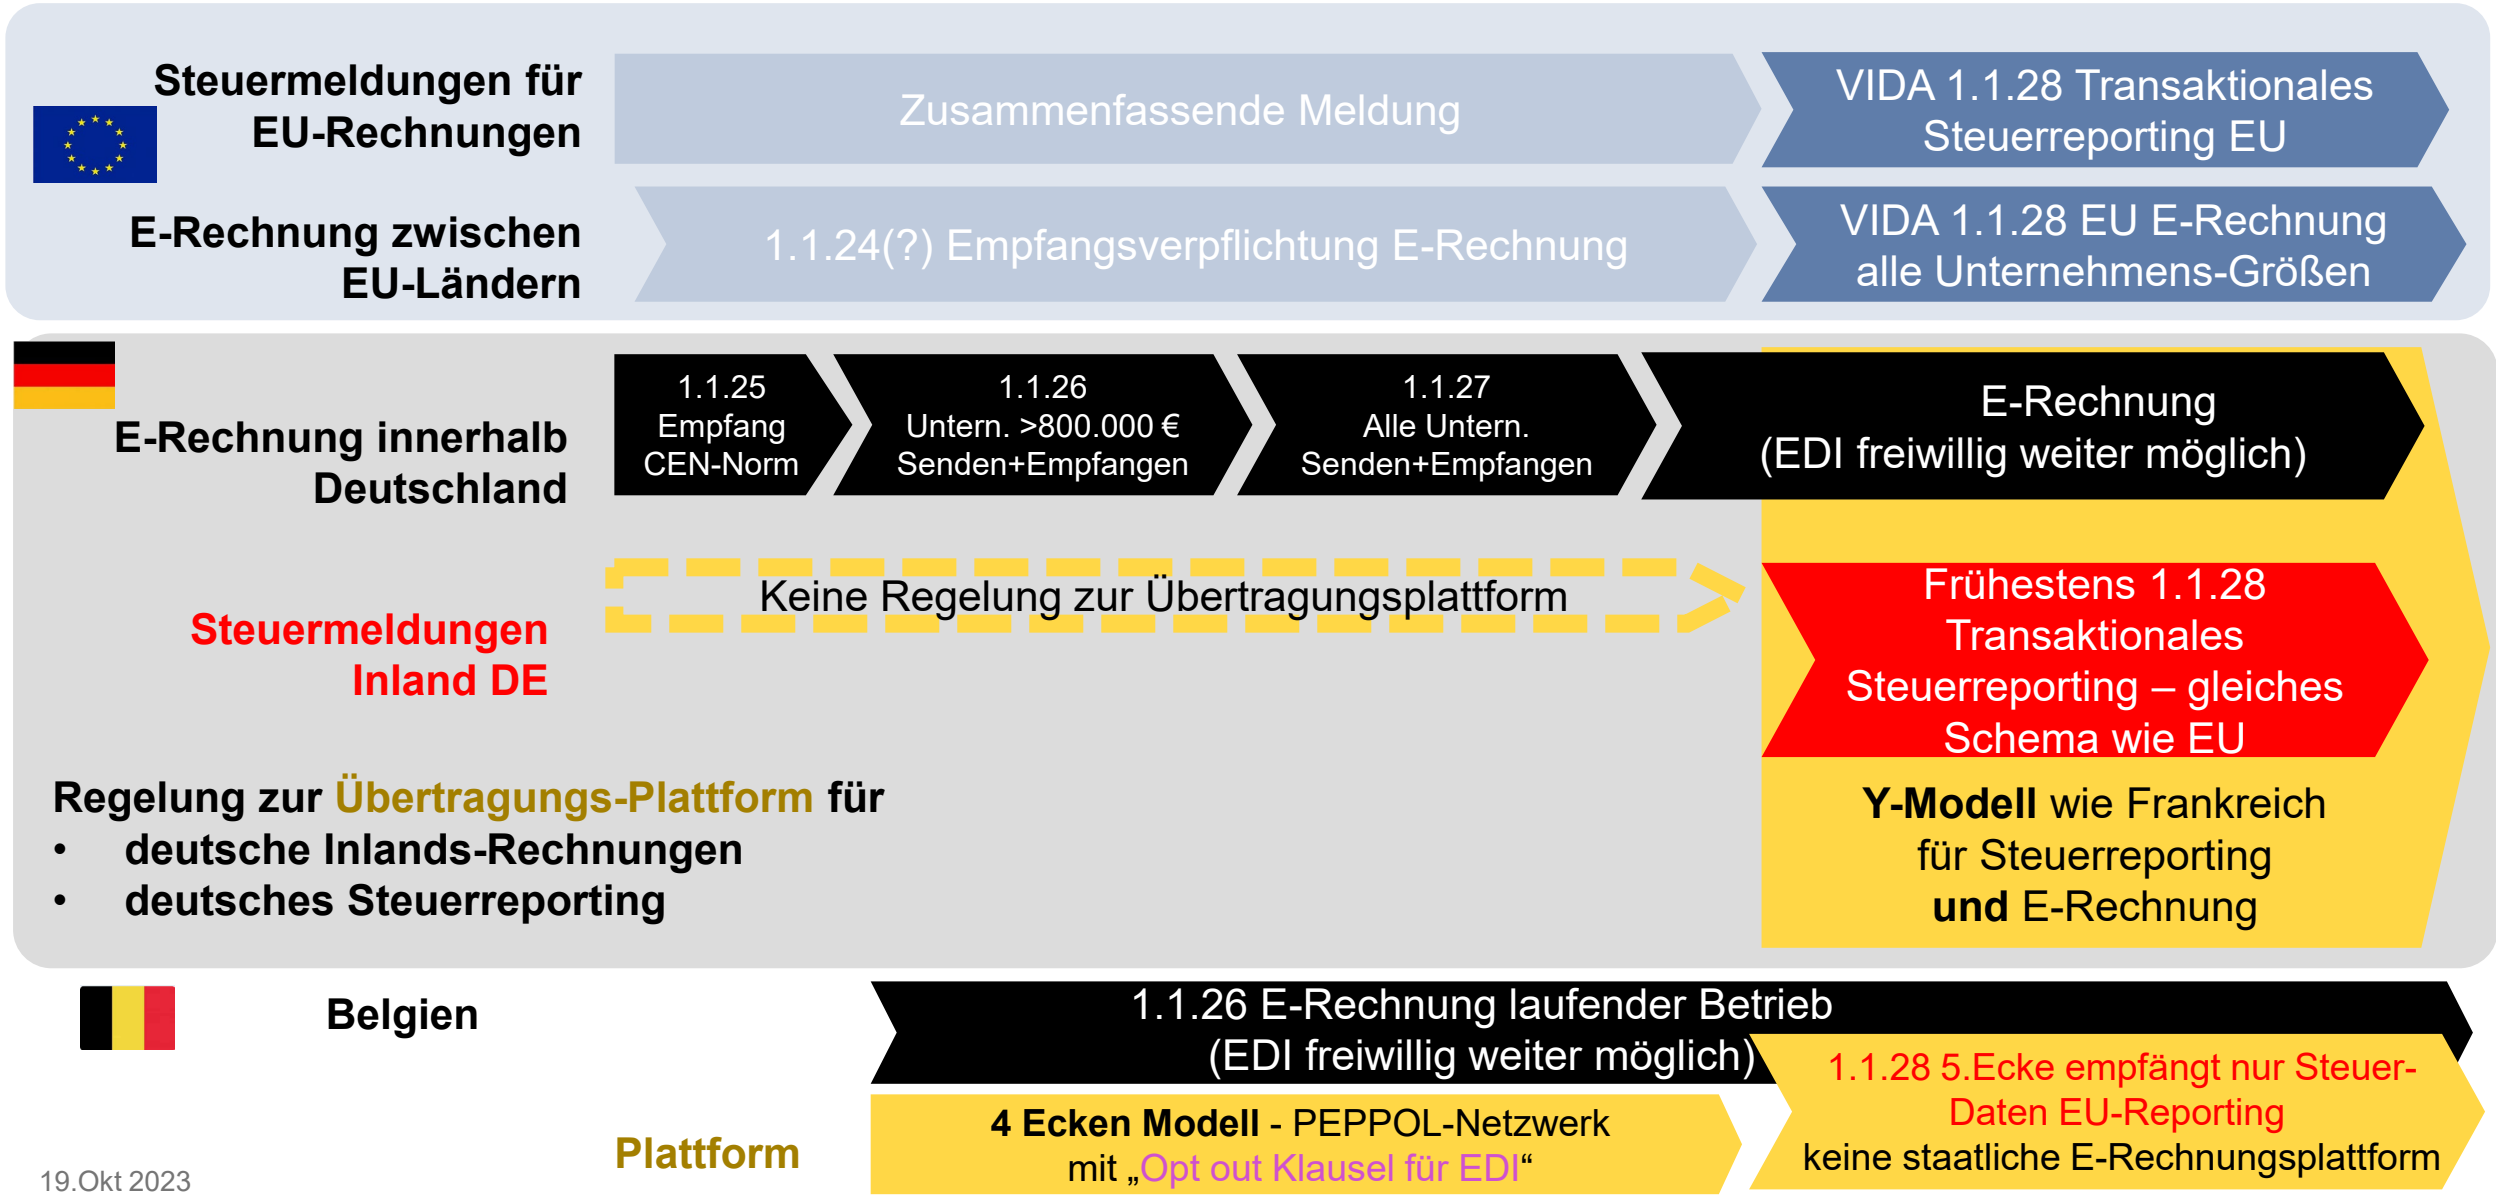 Steuermeldungen für
EU-Rechnungen
Zusammenfassende Meldung
VIDA 1.1.28 Transaktionales
Steuerreporting EU
E-Rechnung zwischen
EU-Ländern
1.1.24(?) Empfangsverpflichtung E-Rechnung
VIDA 1.1.28 EU E-Rechnung
alle Unternehmens-Größen
E-Rechnung innerhalb
Deutschland
1.1.25
Empfang
CEN-Norm
1.1.26
Untern. >800.000 €
Senden+Empfangen
1.1.27
Alle Untern.
Senden+Empfangen
E-Rechnung
(EDI freiwillig weiter möglich)
Keine Regelung zur Übertragungsplattform
Steuermeldungen
Inland DE
Frühestens 1.1.28
Transaktionales
Steuerreporting – gleiches
Schema wie EU
Regelung zur Übertragungs-Plattform für
• deutsche Inlands-Rechnungen
• deutsches Steuerreporting
Y-Modell wie Frankreich
für Steuerreporting
und E-Rechnung
Belgien
1.1.26 E-Rechnung laufender Betrieb
(EDI freiwillig weiter möglich)
Plattform
4 Ecken Modell - PEPPOL-Netzwerk
mit „Opt out Klausel für EDI“
1.1.28 5.Ecke empfängt nur Steuer-
Daten EU-Reporting
keine staatliche E-Rechnungsplattform
19.Okt 2023